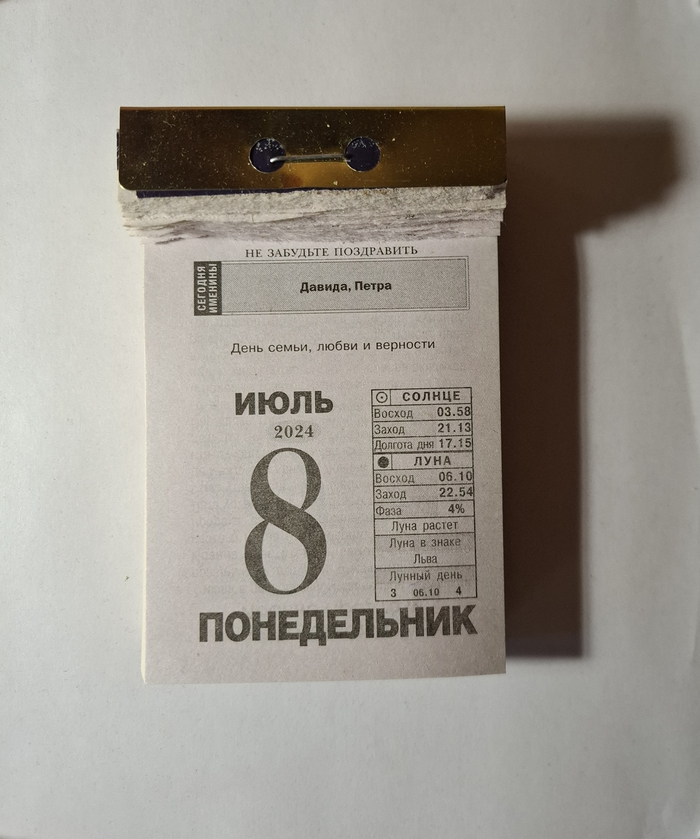 НЕ ЗАБУДЬТЕ ПОЗДРАВИТЬ
СЕГОДНЯ
ИМЕНИНЫ
Давида, Петра
День семьи, любви и верности
ИЮЛЬ
2024
8
ПОНЕДЕЛЬНИК
СОЛНЦЕ
Восход 03.58
Заход 21.13
Долгота дня 17.15
ЛУНА
Восход 06.10
Заход 22.54
Фаза 4%
Луна растет
Луна в знаке
Льва
Лунный день
3 06.10 4